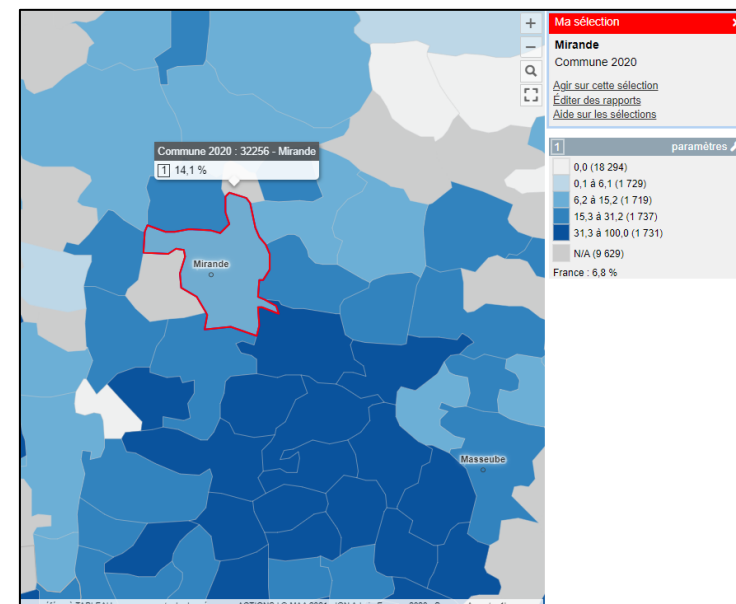 Ma sélection
Mirande
Commune 2020
Agir sur cette sélection
Éditer des rapports
Aide sur les sélections
1 paramètres
0,0 (18 294)
0,1 à 6,1 (1 729)
6,2 à 15,2 (1 719)
15,3 à 31,2 (1 737)
31,3 à 100,0 (1 731)
N/A (9 629)
France : 6,8 %
Commune 2020 : 32256 - Mirande
1 14,1 %
Mirande
Masseube